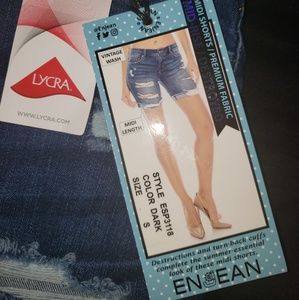 @Enjean
VINTAGE
WASH
MIDI SHORTS / PREMIUM FABRIC
MIDI
LENGTH
STYLE ESP3118
COLOR DARK
SIZE S
LYCRA
WWW.LYCRA.COM
Destructions and turn back cuffs
complete the summer-essential
look of these midi shorts.
ENJEAN